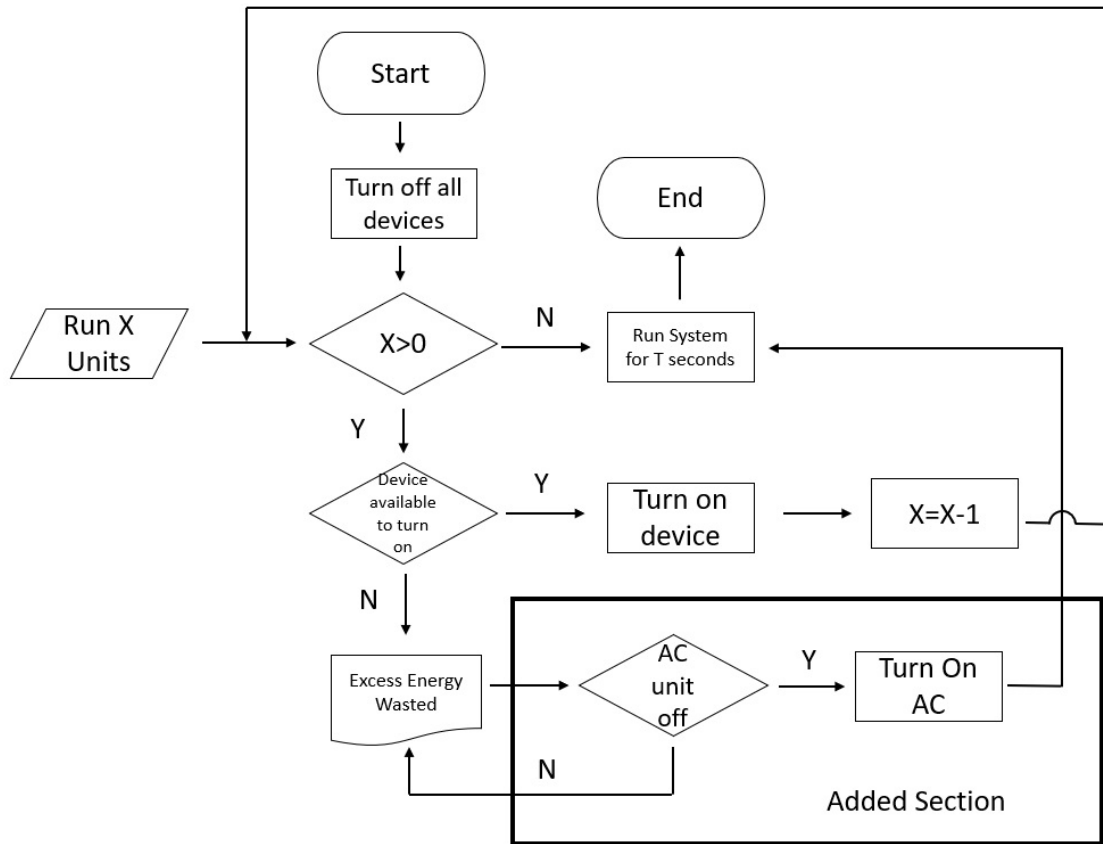 Start
Turn off all
devices
End
Run X
Units
X>0
N
Run System
for T seconds
Y
Device
available
to turn
on
Y
Turn on
device
X=X-1
N
Excess Energy
Wasted
AC
unit
off
Y
Turn On
AC
N
Added Section